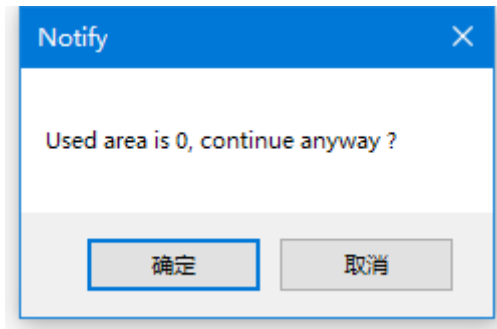 Notify
Used area is 0, continue anyway ?
确定
取消